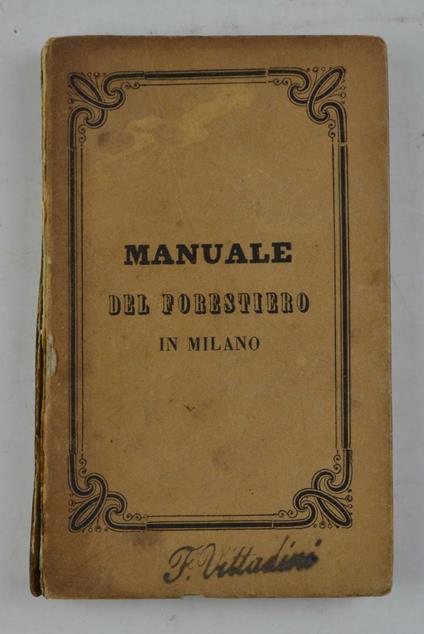 MANUALE
DEL FORESTIERO
IN MILANO
F. Vittadini